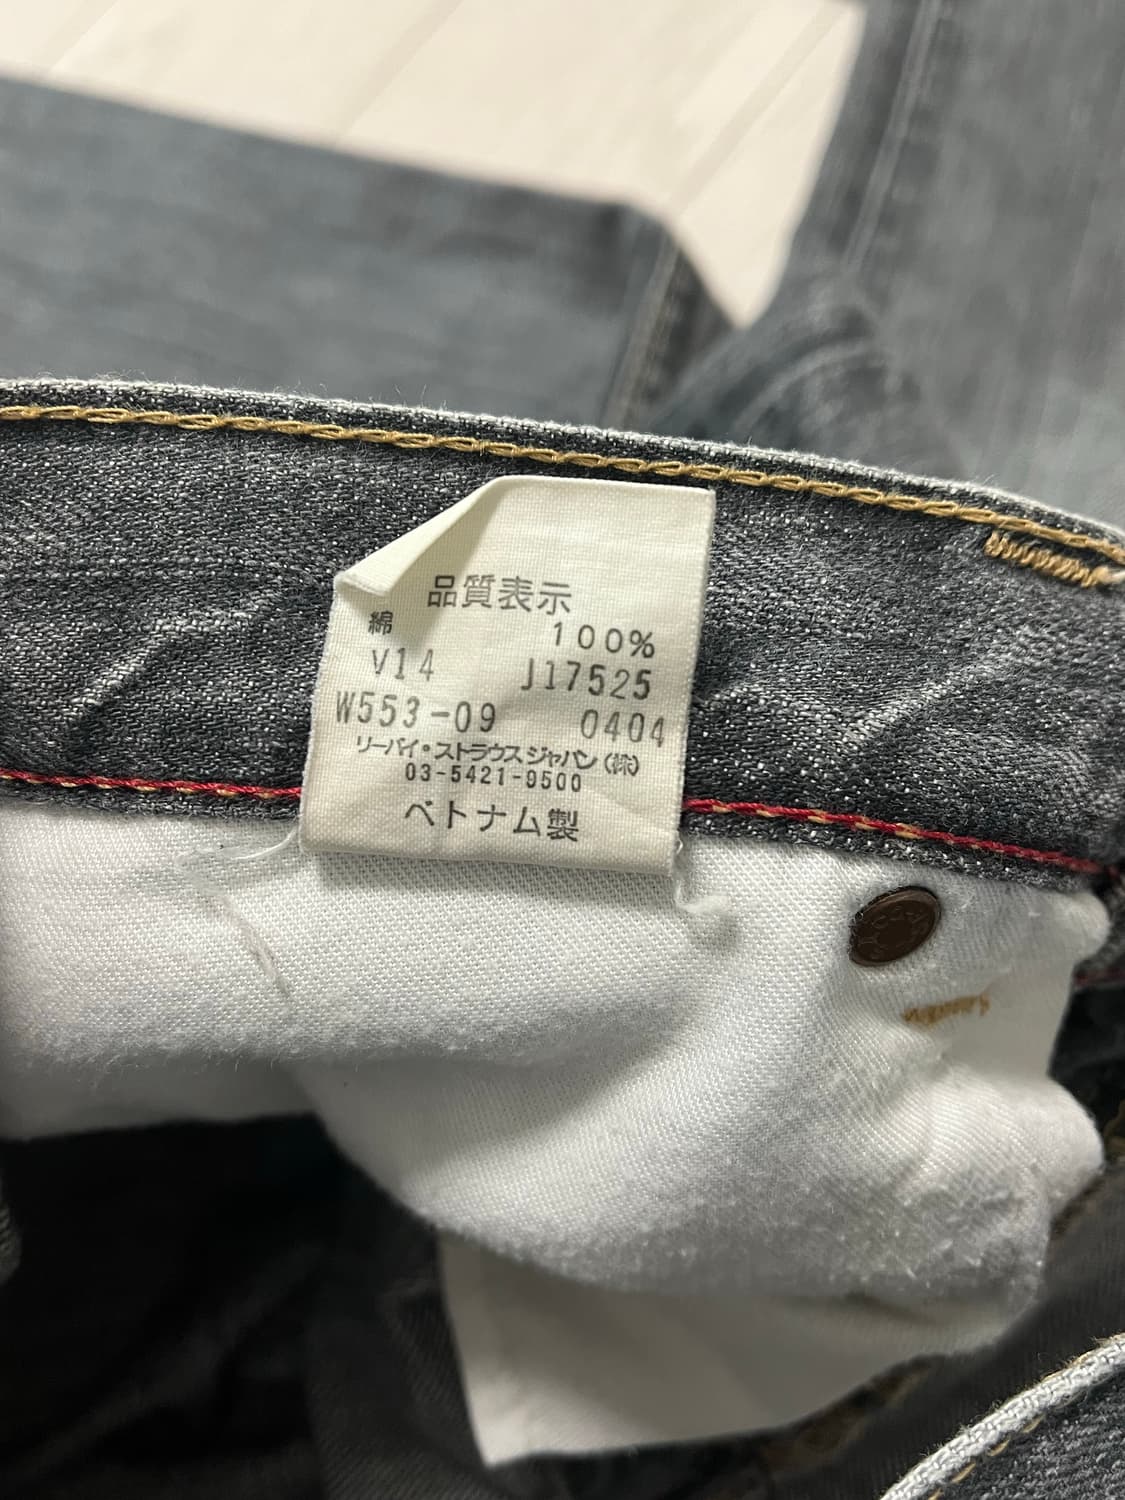 品質表示
綿 100%
V14 J17525
W553-09 0404
リーバイ・ストラウス ジャパン(株)
03-5421-9500
ベトナム製